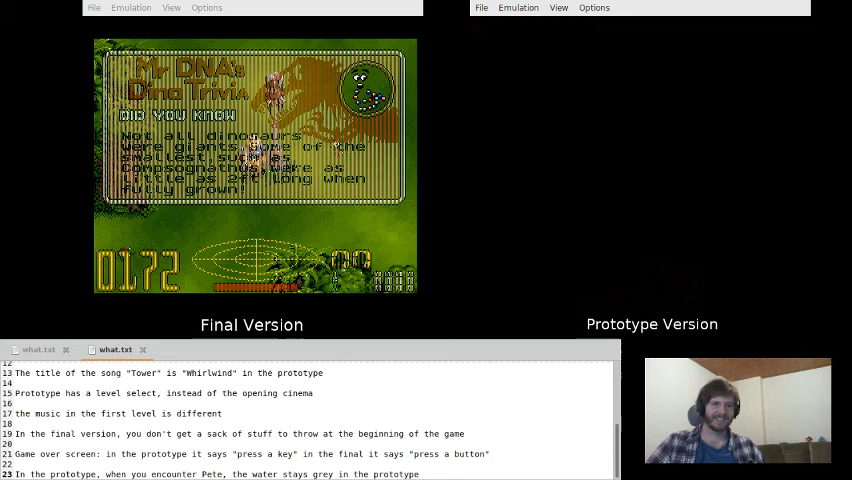 File Emulation View Options
File Emulation View Options
Mr DNA's
Dino Trivia
DID YOU KNOW
Not all dinosaurs
were giants, some of the
smallest, such as
Compsognathus, were as
little as 2ft long when
fully grown!
0172
Final Version
Prototype Version
what.txt
what.txt
12
13 The title of the song "Tower" is "Whirlwind" in the prototype
14
15 Prototype has a level select, instead of the opening cinema
16
17 the music in the first level is different
18
19 In the final version, you don't get a sack of stuff to throw at the beginning of the game
20
21 Game over screen: in the prototype it says "press a key" in the final it says "press a button"
22
23 In the prototype, when you encounter Pete, the water stays grey in the prototype